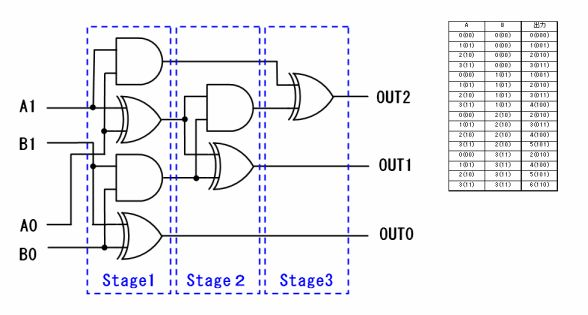 A1
B1
A0
B0
OUT2
OUT1
OUT0
Stage1
Stage2
Stage3
A B 出力
0(00) 0(00) 0(000)
1(01) 0(00) 1(001)
2(10) 0(00) 2(010)
3(11) 0(00) 3(011)
0(00) 1(01) 1(001)
1(01) 1(01) 2(010)
2(10) 1(01) 3(011)
3(11) 1(01) 4(100)
0(00) 2(10) 2(010)
1(01) 2(10) 3(011)
2(10) 2(10) 4(100)
3(11) 2(10) 5(101)
0(00) 3(11) 2(010)
1(01) 3(11) 4(100)
2(10) 3(11) 5(101)
3(11) 3(11) 6(110)